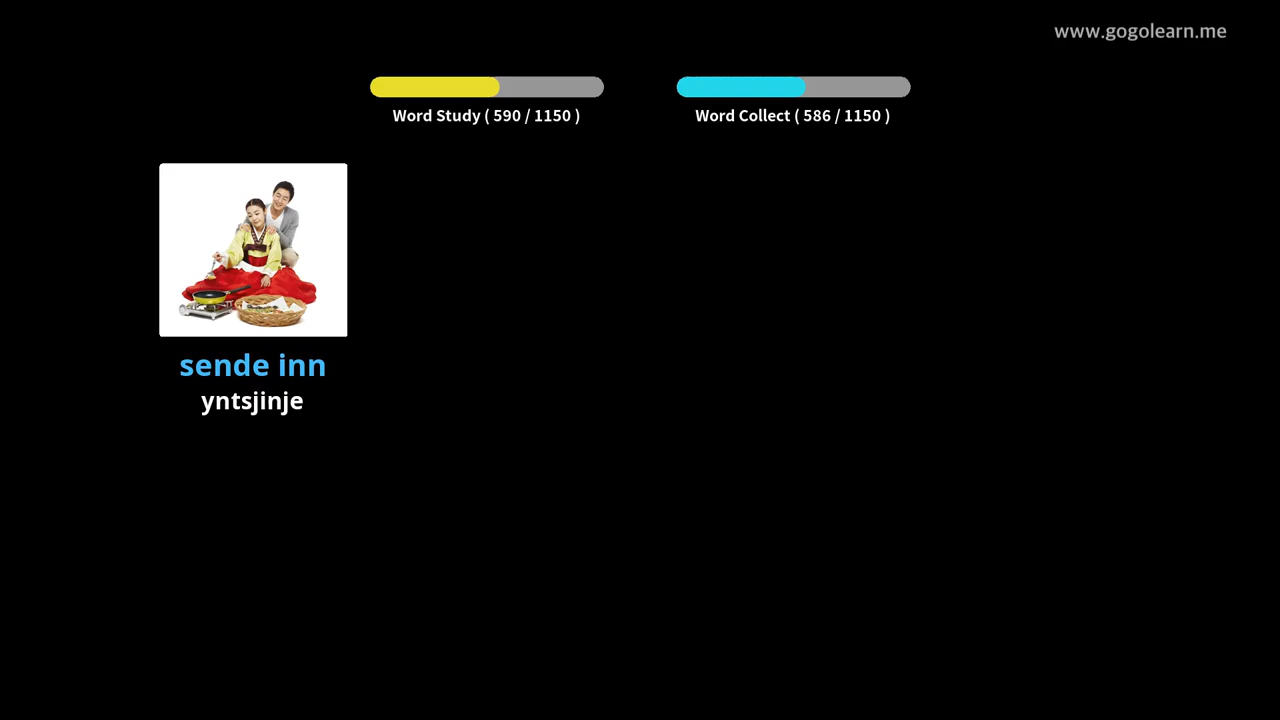 www.gogolearn.me
Word Study ( 590 / 1150 )
Word Collect ( 586 / 1150 )
sende inn
yntsjinje